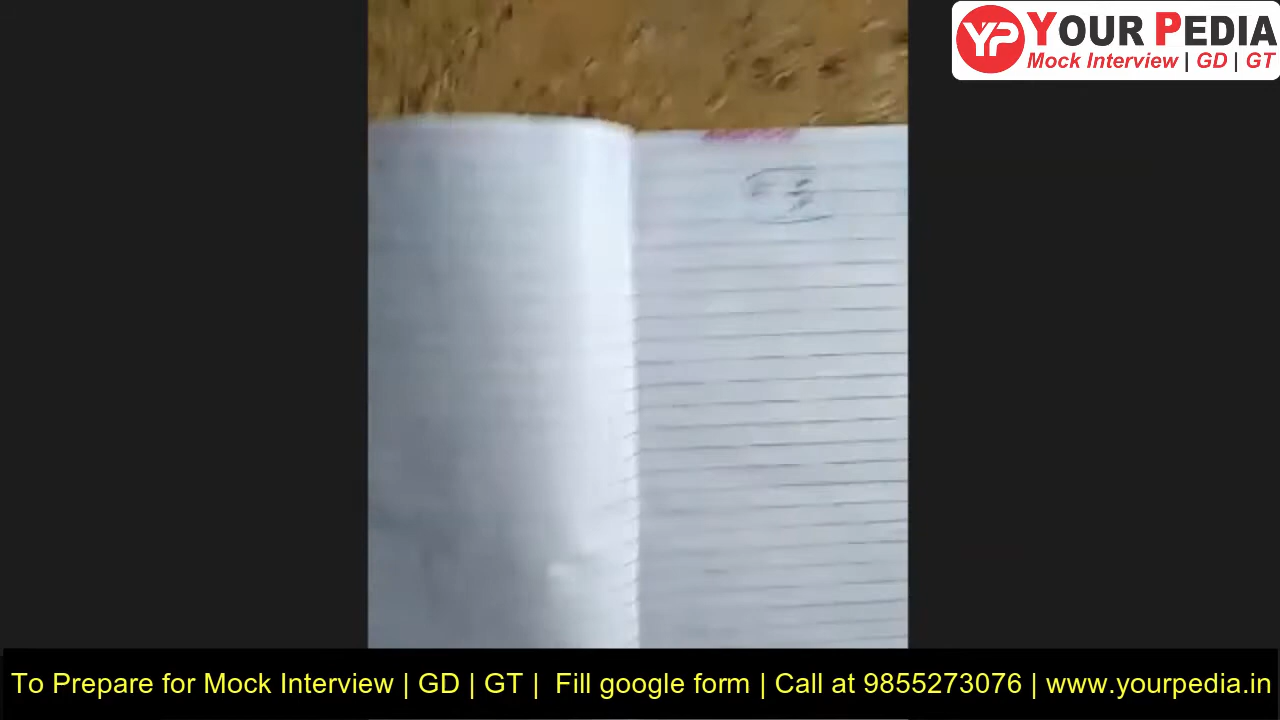 YP YOUR PEDIA
Mock Interview | GD | GT
To Prepare for Mock Interview | GD | GT | Fill google form | Call at 9855273076 | www.yourpedia.in